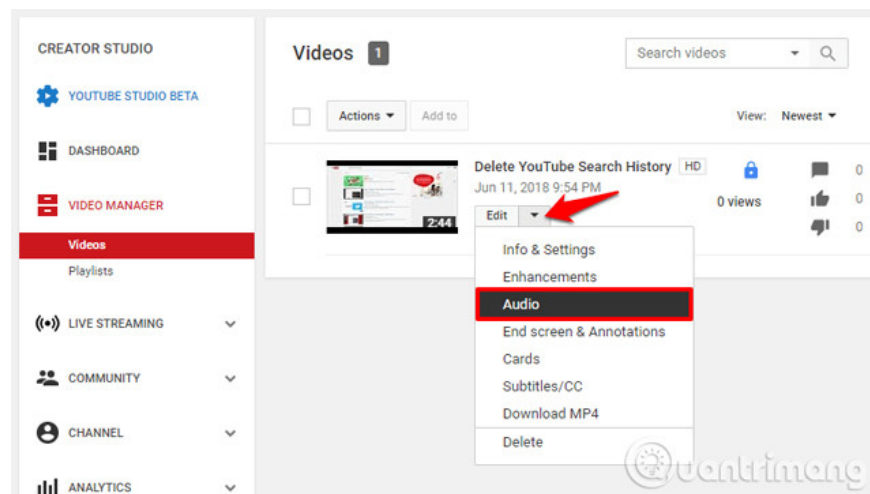 CREATOR STUDIO
YOUTUBE STUDIO BETA
DASHBOARD
VIDEO MANAGER
Videos
Playlists
LIVE STREAMING
COMMUNITY
CHANNEL
ANALYTICS
Videos 1
Search videos
Actions Add to
View: Newest
Delete YouTube Search History HD
Jun 11, 2018 9:54 PM
2:44
Edit
0 views
0
0
0
Info & Settings
Enhancements
Audio
End screen & Annotations
Cards
Subtitles/CC
Download MP4
Delete
Quantrimang